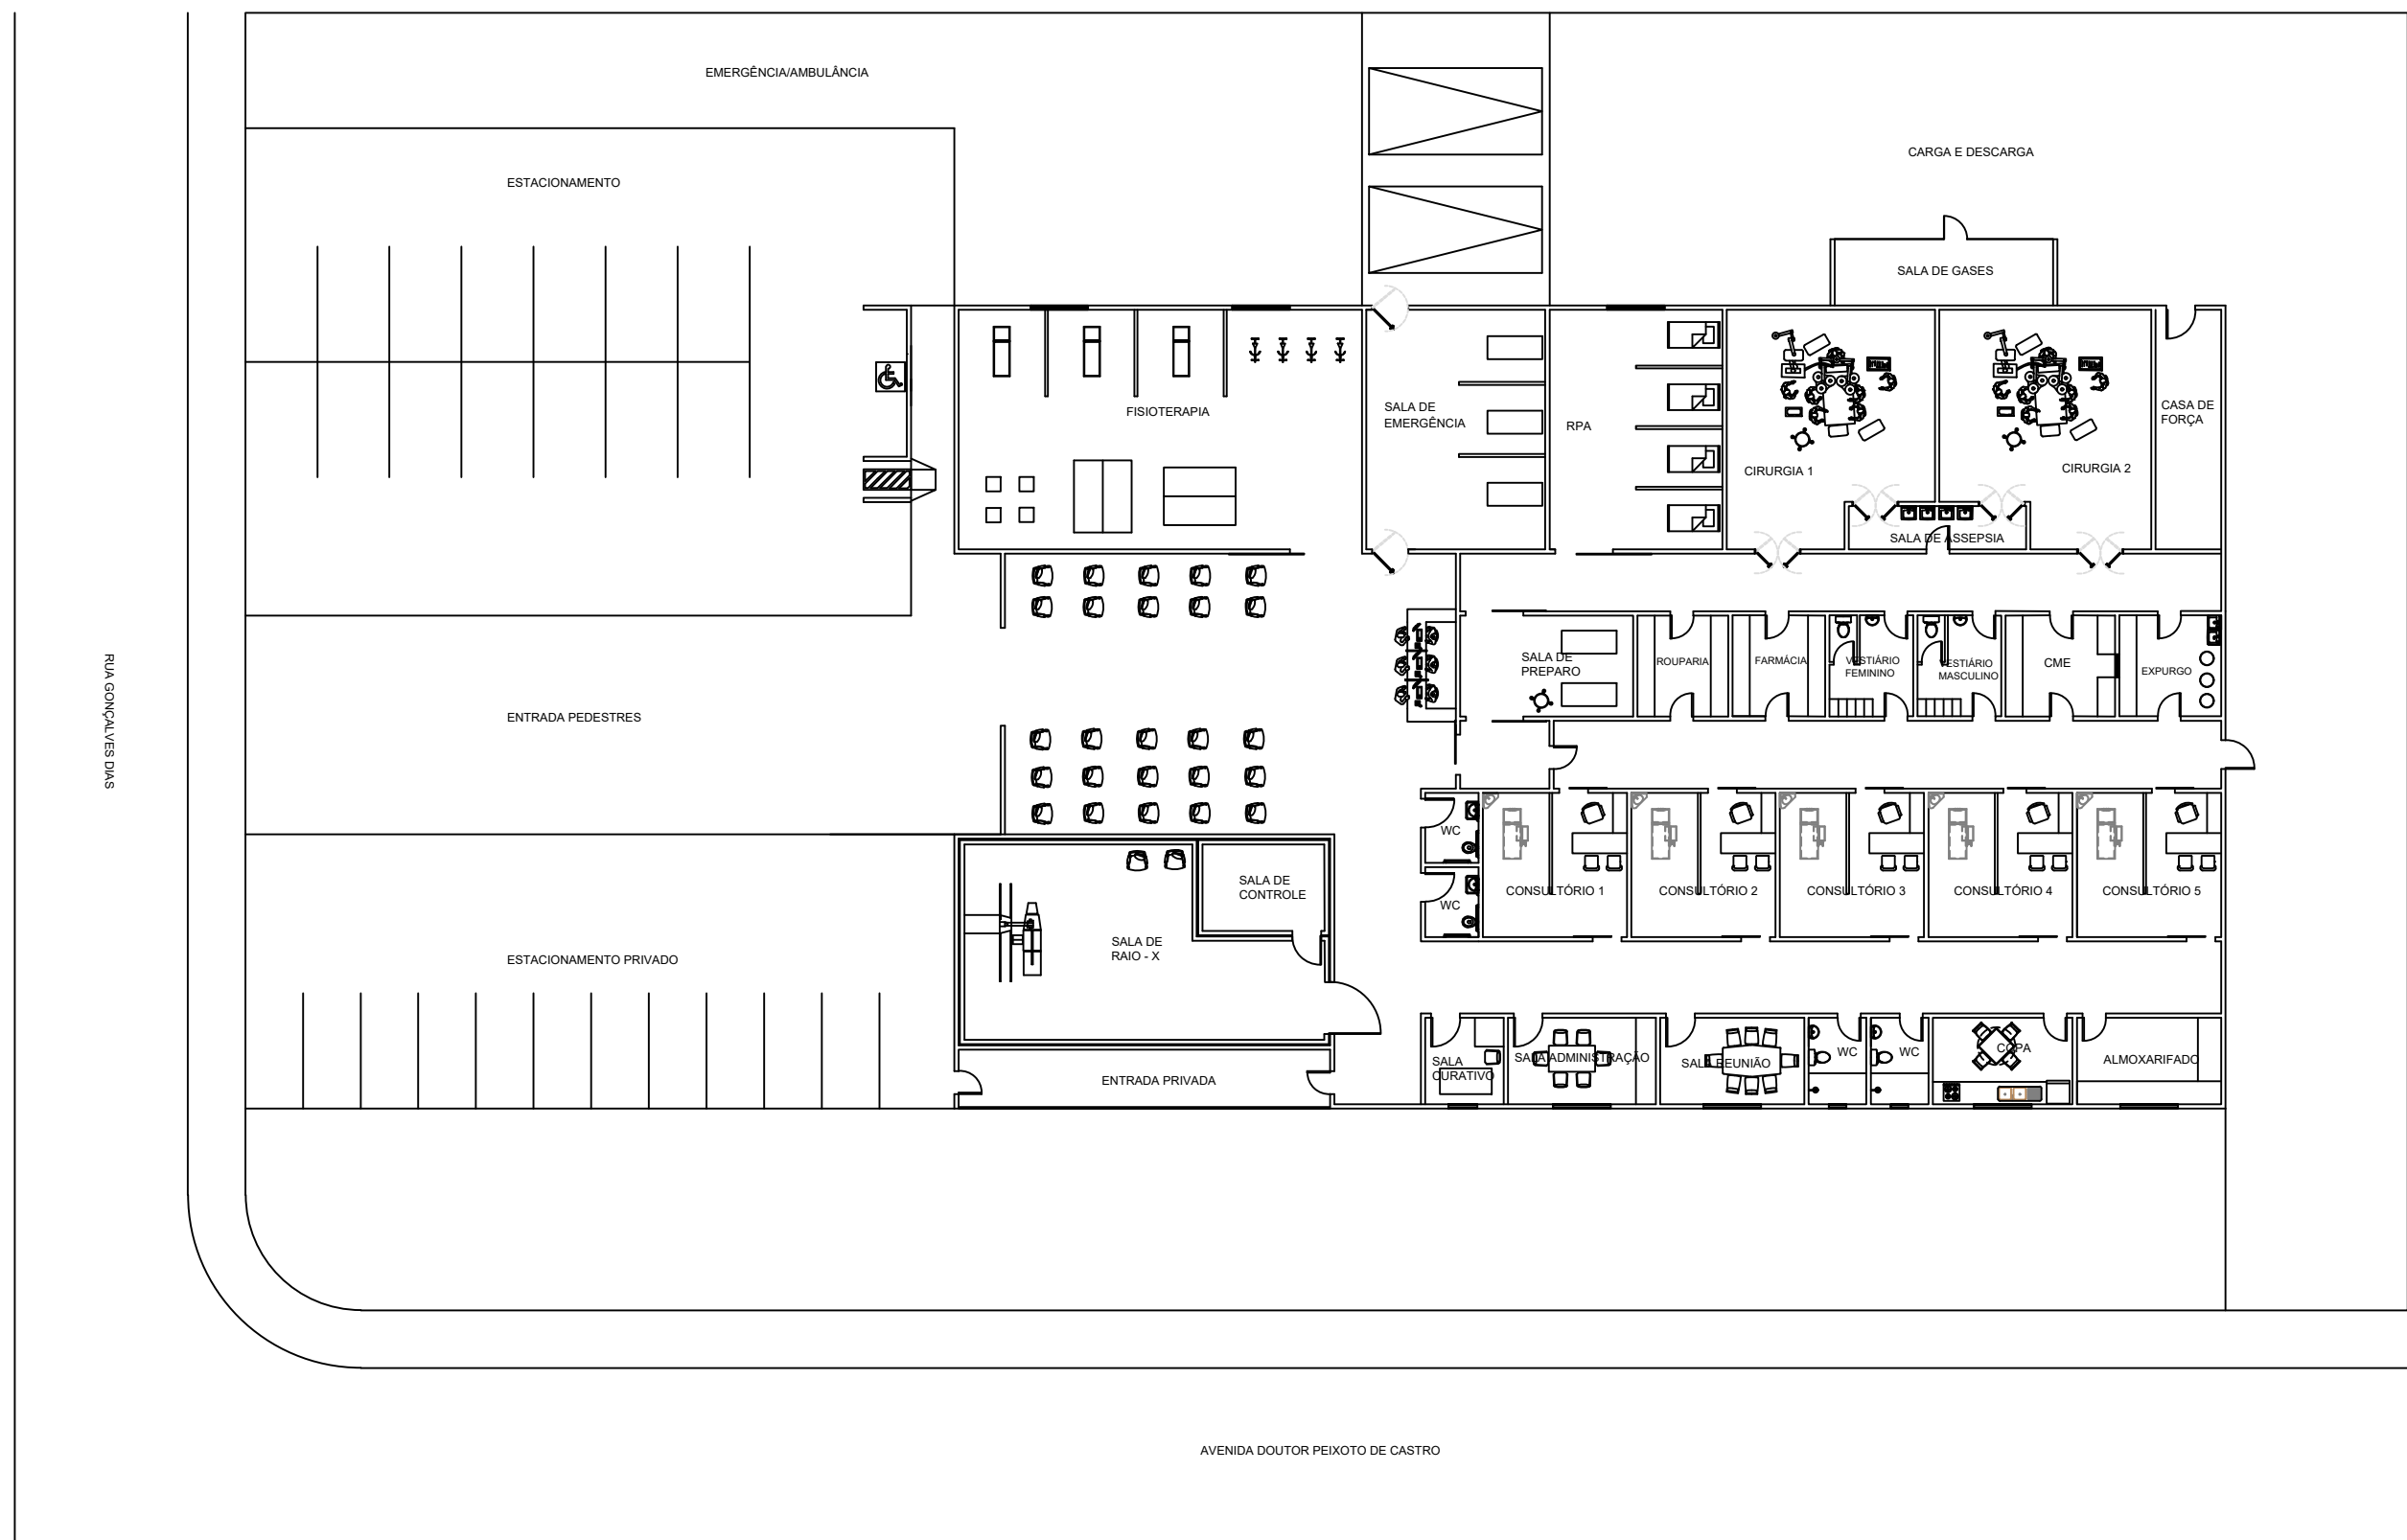 EMERGÊNCIA/AMBULÂNCIA
CARGA E DESCARGA
ESTACIONAMENTO
SALA DE GASES
FISIOTERAPIA
SALA DE
EMERGÊNCIA
RPA
CIRURGIA 1
CIRURGIA 2
CASA DE
FORÇA
SALA DE ASSEPSIA
SALA DE
PREPARO
ROUPARIA
FARMÁCIA
VESTIÁRIO
FEMININO
VESTIÁRIO
MASCULINO
CME
EXPURGO
RUA GONÇALVES DIAS
ENTRADA PEDESTRES
WC
WC
CONSULTÓRIO 1
CONSULTÓRIO 2
CONSULTÓRIO 3
CONSULTÓRIO 4
CONSULTÓRIO 5
SALA DE
CONTROLE
SALA DE
RAIO - X
ESTACIONAMENTO PRIVADO
ENTRADA PRIVADA
SALA
CURATIVO
SALA ADMINISTRAÇÃO
SALA REUNIÃO
WC
WC
COPA
ALMOXARIFADO
AVENIDA DOUTOR PEIXOTO DE CASTRO